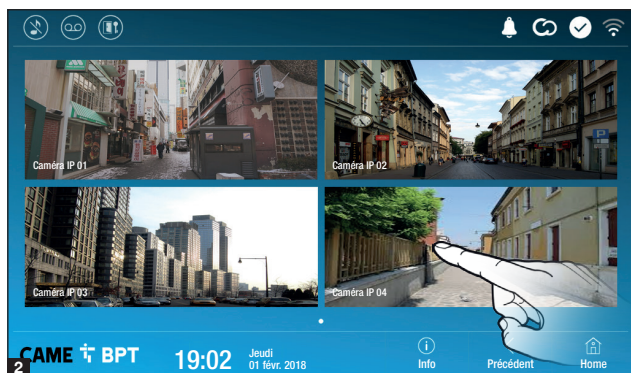 Caméra IP 01
Caméra IP 02
Caméra IP 03
Caméra IP 04
P
2
CAME BPT
19:02
Jeudi
01 févr. 2018
Info
Précédent
Home